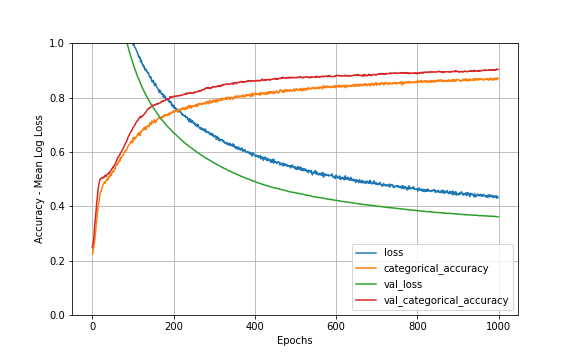 1.0
0.8
0.6
0.4
0.2
0.0
Accuracy - Mean Log Loss
0 200 400 600 800 1000
Epochs
loss
categorical_accuracy
val_loss
val_categorical_accuracy